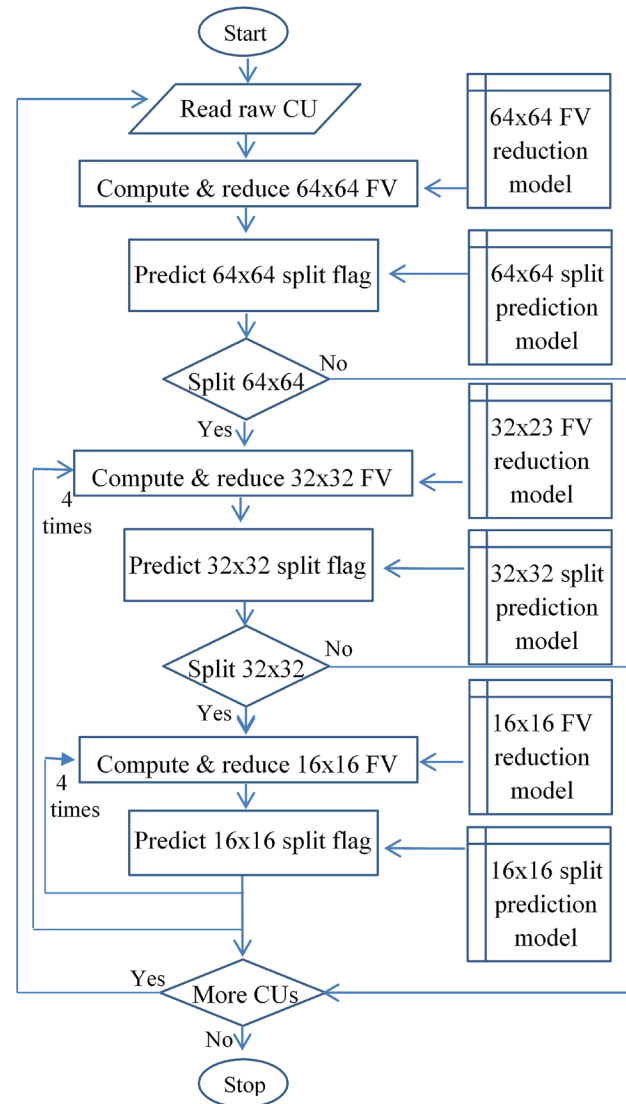 Start
Read raw CU
64x64 FV
reduction
model
Compute & reduce 64x64 FV
Predict 64x64 split flag
64x64 split
prediction
model
Split 64x64
No
Yes
32x23 FV
reduction
model
Compute & reduce 32x32 FV
4
times
Predict 32x32 split flag
32x32 split
prediction
model
Split 32x32
No
Yes
16x16 FV
reduction
model
Compute & reduce 16x16 FV
4
times
Predict 16x16 split flag
16x16 split
prediction
model
Yes
More CUs
No
Stop